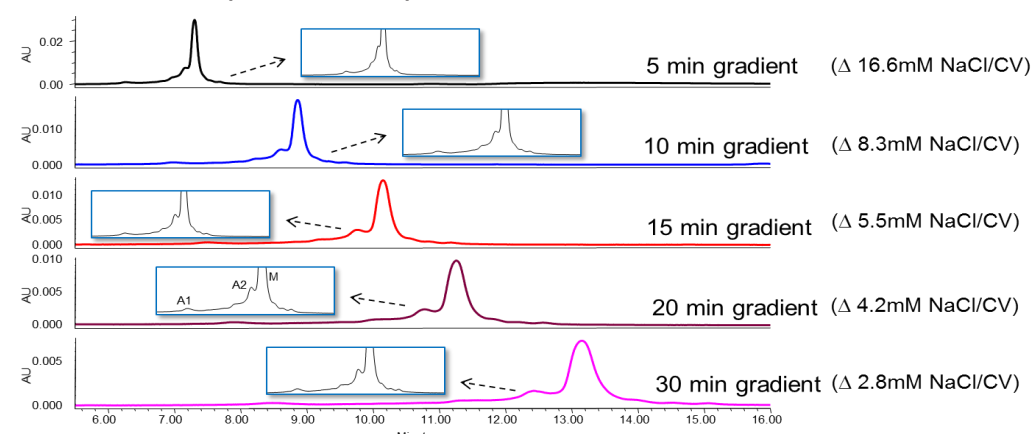 AU
0.02
0.00
5 min gradient (Δ 16.6mM NaCl/CV)
AU
0.010
0.000
10 min gradient (Δ 8.3mM NaCl/CV)
AU
0.010
0.005
0.000
15 min gradient (Δ 5.5mM NaCl/CV)
AU
0.010
0.005
0.000
A1 A2 M
20 min gradient (Δ 4.2mM NaCl/CV)
AU
0.005
0.000
30 min gradient (Δ 2.8mM NaCl/CV)
6.00 7.00 8.00 9.00 10.00 11.00 12.00 13.00 14.00 15.00 16.00